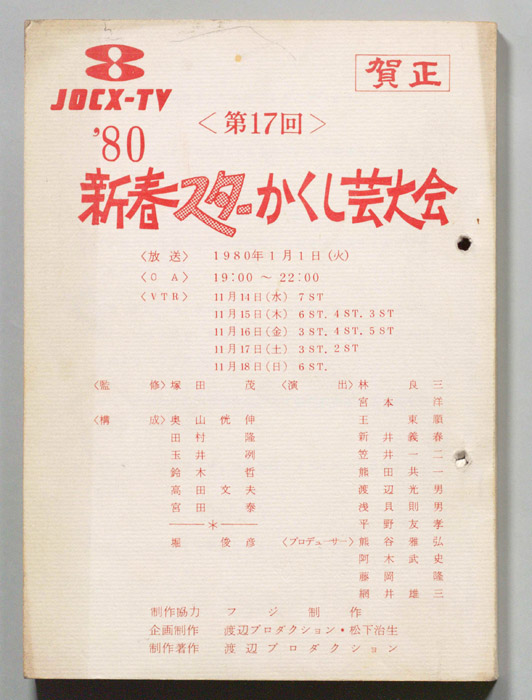 8
JOCX-TV
賀正
<第17回>
'80
新春スターかくし芸大会
<放送> 1980年1月1日(火)
<OA> 19:00 ～ 22:00
<VTR> 11月14日(水) 7ST
11月15日(木) 6ST. 4ST. 3ST
11月16日(金) 3ST. 4ST. 5ST
11月17日(土) 3ST. 2ST
11月18日(日) 6ST.
<監修> 塚田茂 <演出> 林良三
宮本洋
<構成> 奥山侊伸 王東順
田村隆 新井義春
玉井冽 笠井一二
鈴木哲 熊田共一
高田文夫 渡辺光男
宮田泰 浅見則男
＊ 平野友孝
堀俊彦 <プロデューサー> 熊谷雅弘
阿木武史
藤岡隆
網井雄三
制作協力 フジ制作
企画制作 渡辺プロダクション・松下治生
制作著作 渡辺プロダクション